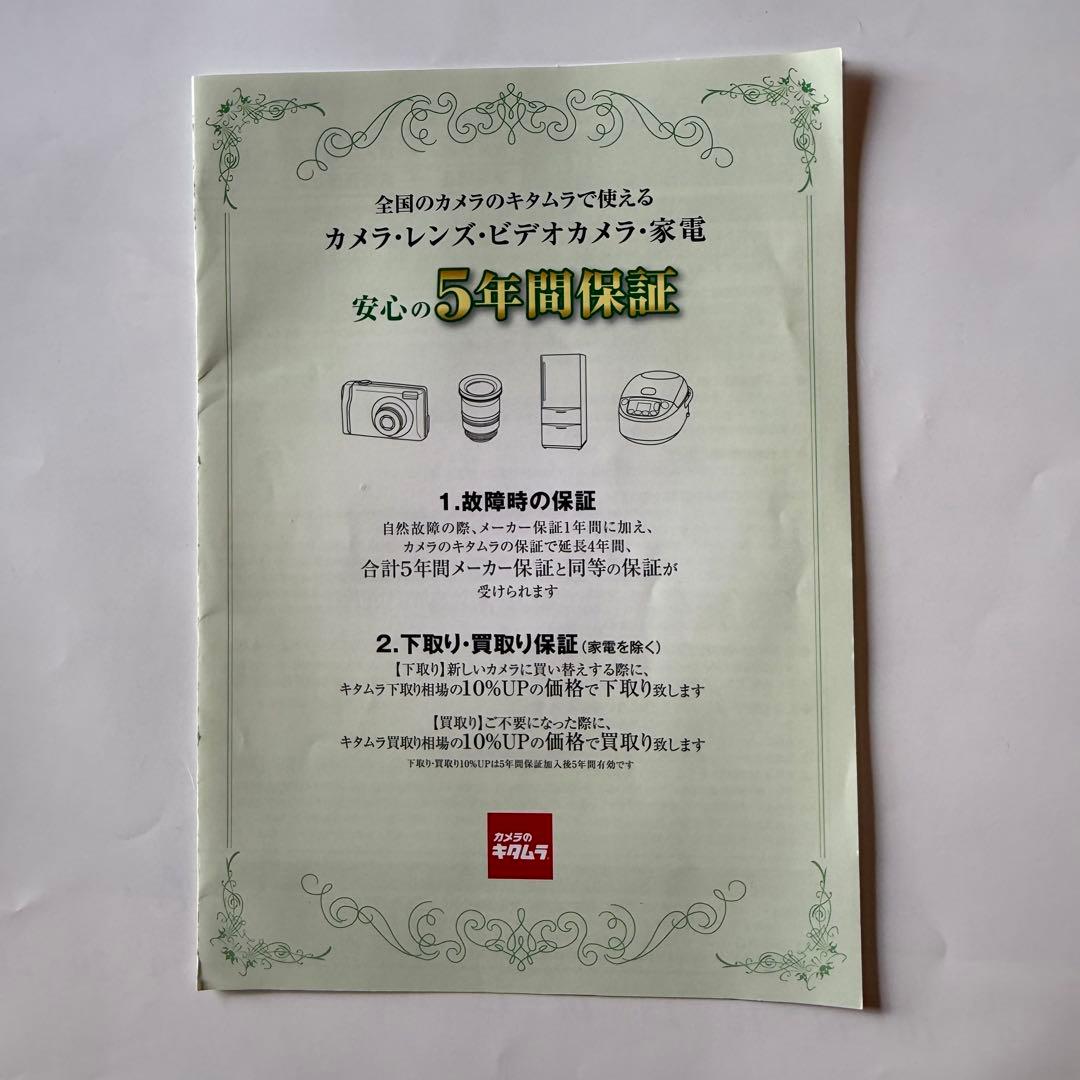 全国のカメラのキタムラで使える
カメラ・レンズ・ビデオカメラ・家電
安心の5年間保証
1.故障時の保証
自然故障の際、メーカー保証1年間に加え、
カメラのキタムラの保証で延長4年間、
合計5年間メーカー保証と同等の保証が
受けられます
2.下取り・買取り保証(家電を除く)
【下取り】新しいカメラに買い替えする際に、
キタムラ下取り相場の10%UPの価格で下取り致します
【買取り】ご不要になった際に、
キタムラ買取り相場の10%UPの価格で買取り致します
下取り・買取り10%UPは5年間保証加入後5年間有効です
カメラの
キタムラ